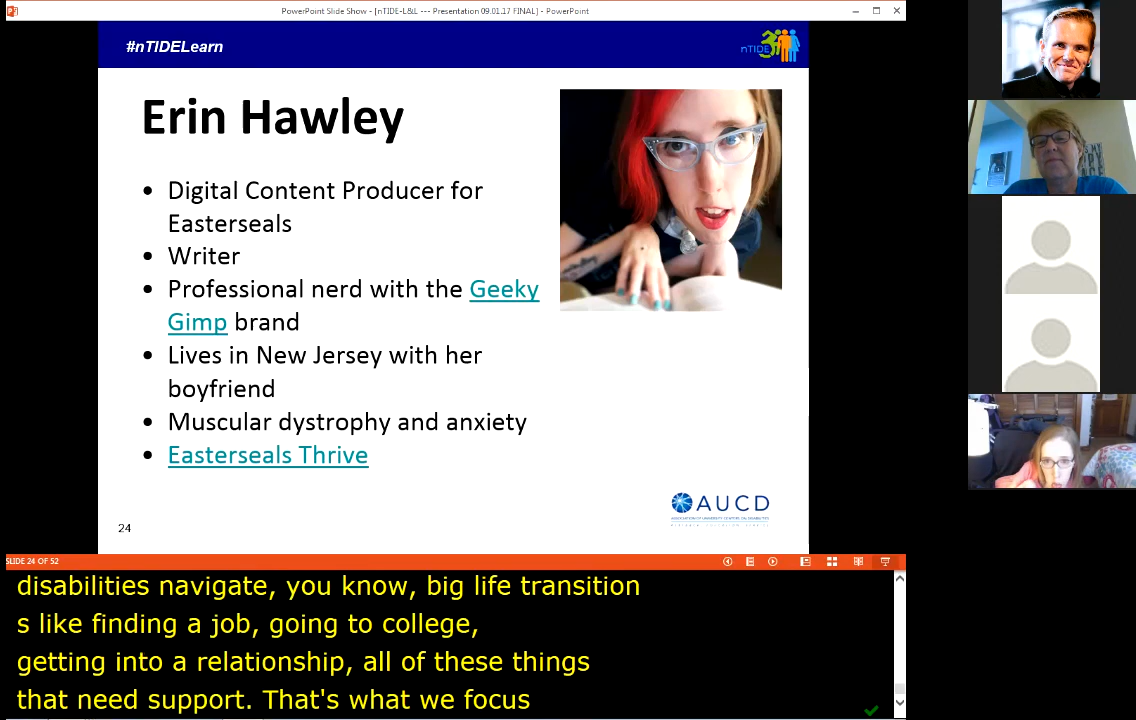 PowerPoint Slide Show - [nTIDE-L&L --- Presentation 09.01.17 FINAL] - PowerPoint
#nTIDELearn
nTIDE
Erin Hawley
• Digital Content Producer for
Easterseals
• Writer
• Professional nerd with the Geeky
Gimp brand
• Lives in New Jersey with her
boyfriend
• Muscular dystrophy and anxiety
• Easterseals Thrive
AUCD
24
SLIDE 24 OF 52
disabilities navigate, you know, big life transition
s like finding a job, going to college,
getting into a relationship, all of these things
that need support. That's what we focus